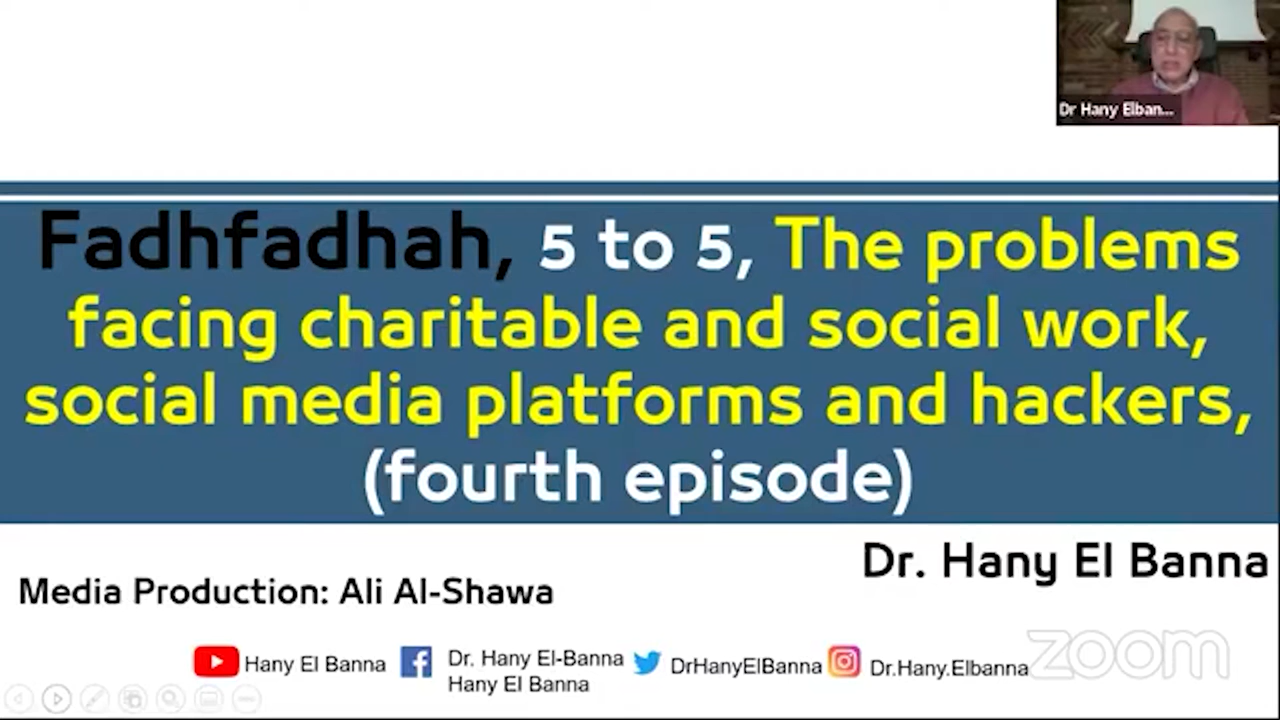 Dr Hany Elban...
Fadhfadhah, 5 to 5, The problems
facing charitable and social work,
social media platforms and hackers,
(fourth episode)
Dr. Hany El Banna
Media Production: Ali Al-Shawa
Hany El Banna
Dr. Hany El-Banna
Hany El Banna
DrHanyElBanna
Dr.Hany.Elbanna
zoom